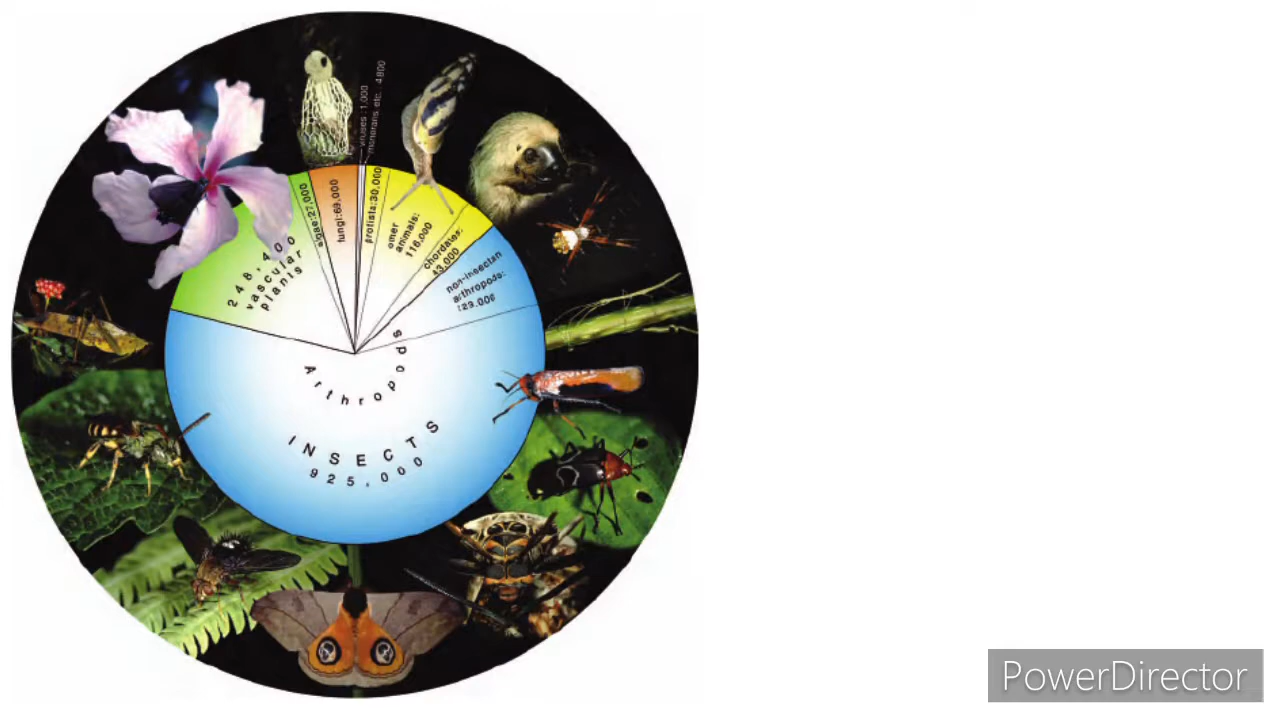 viruses :1,000
monerans, etc. :4800
248,400
vascular
plants
algae:27,000
fungi:69,000
protista:30,000
other
animals:
116,000
chordates:
43,000
non-insectan
arthropods:
123,000
Arthropods
INSECTS
925,000
PowerDirector